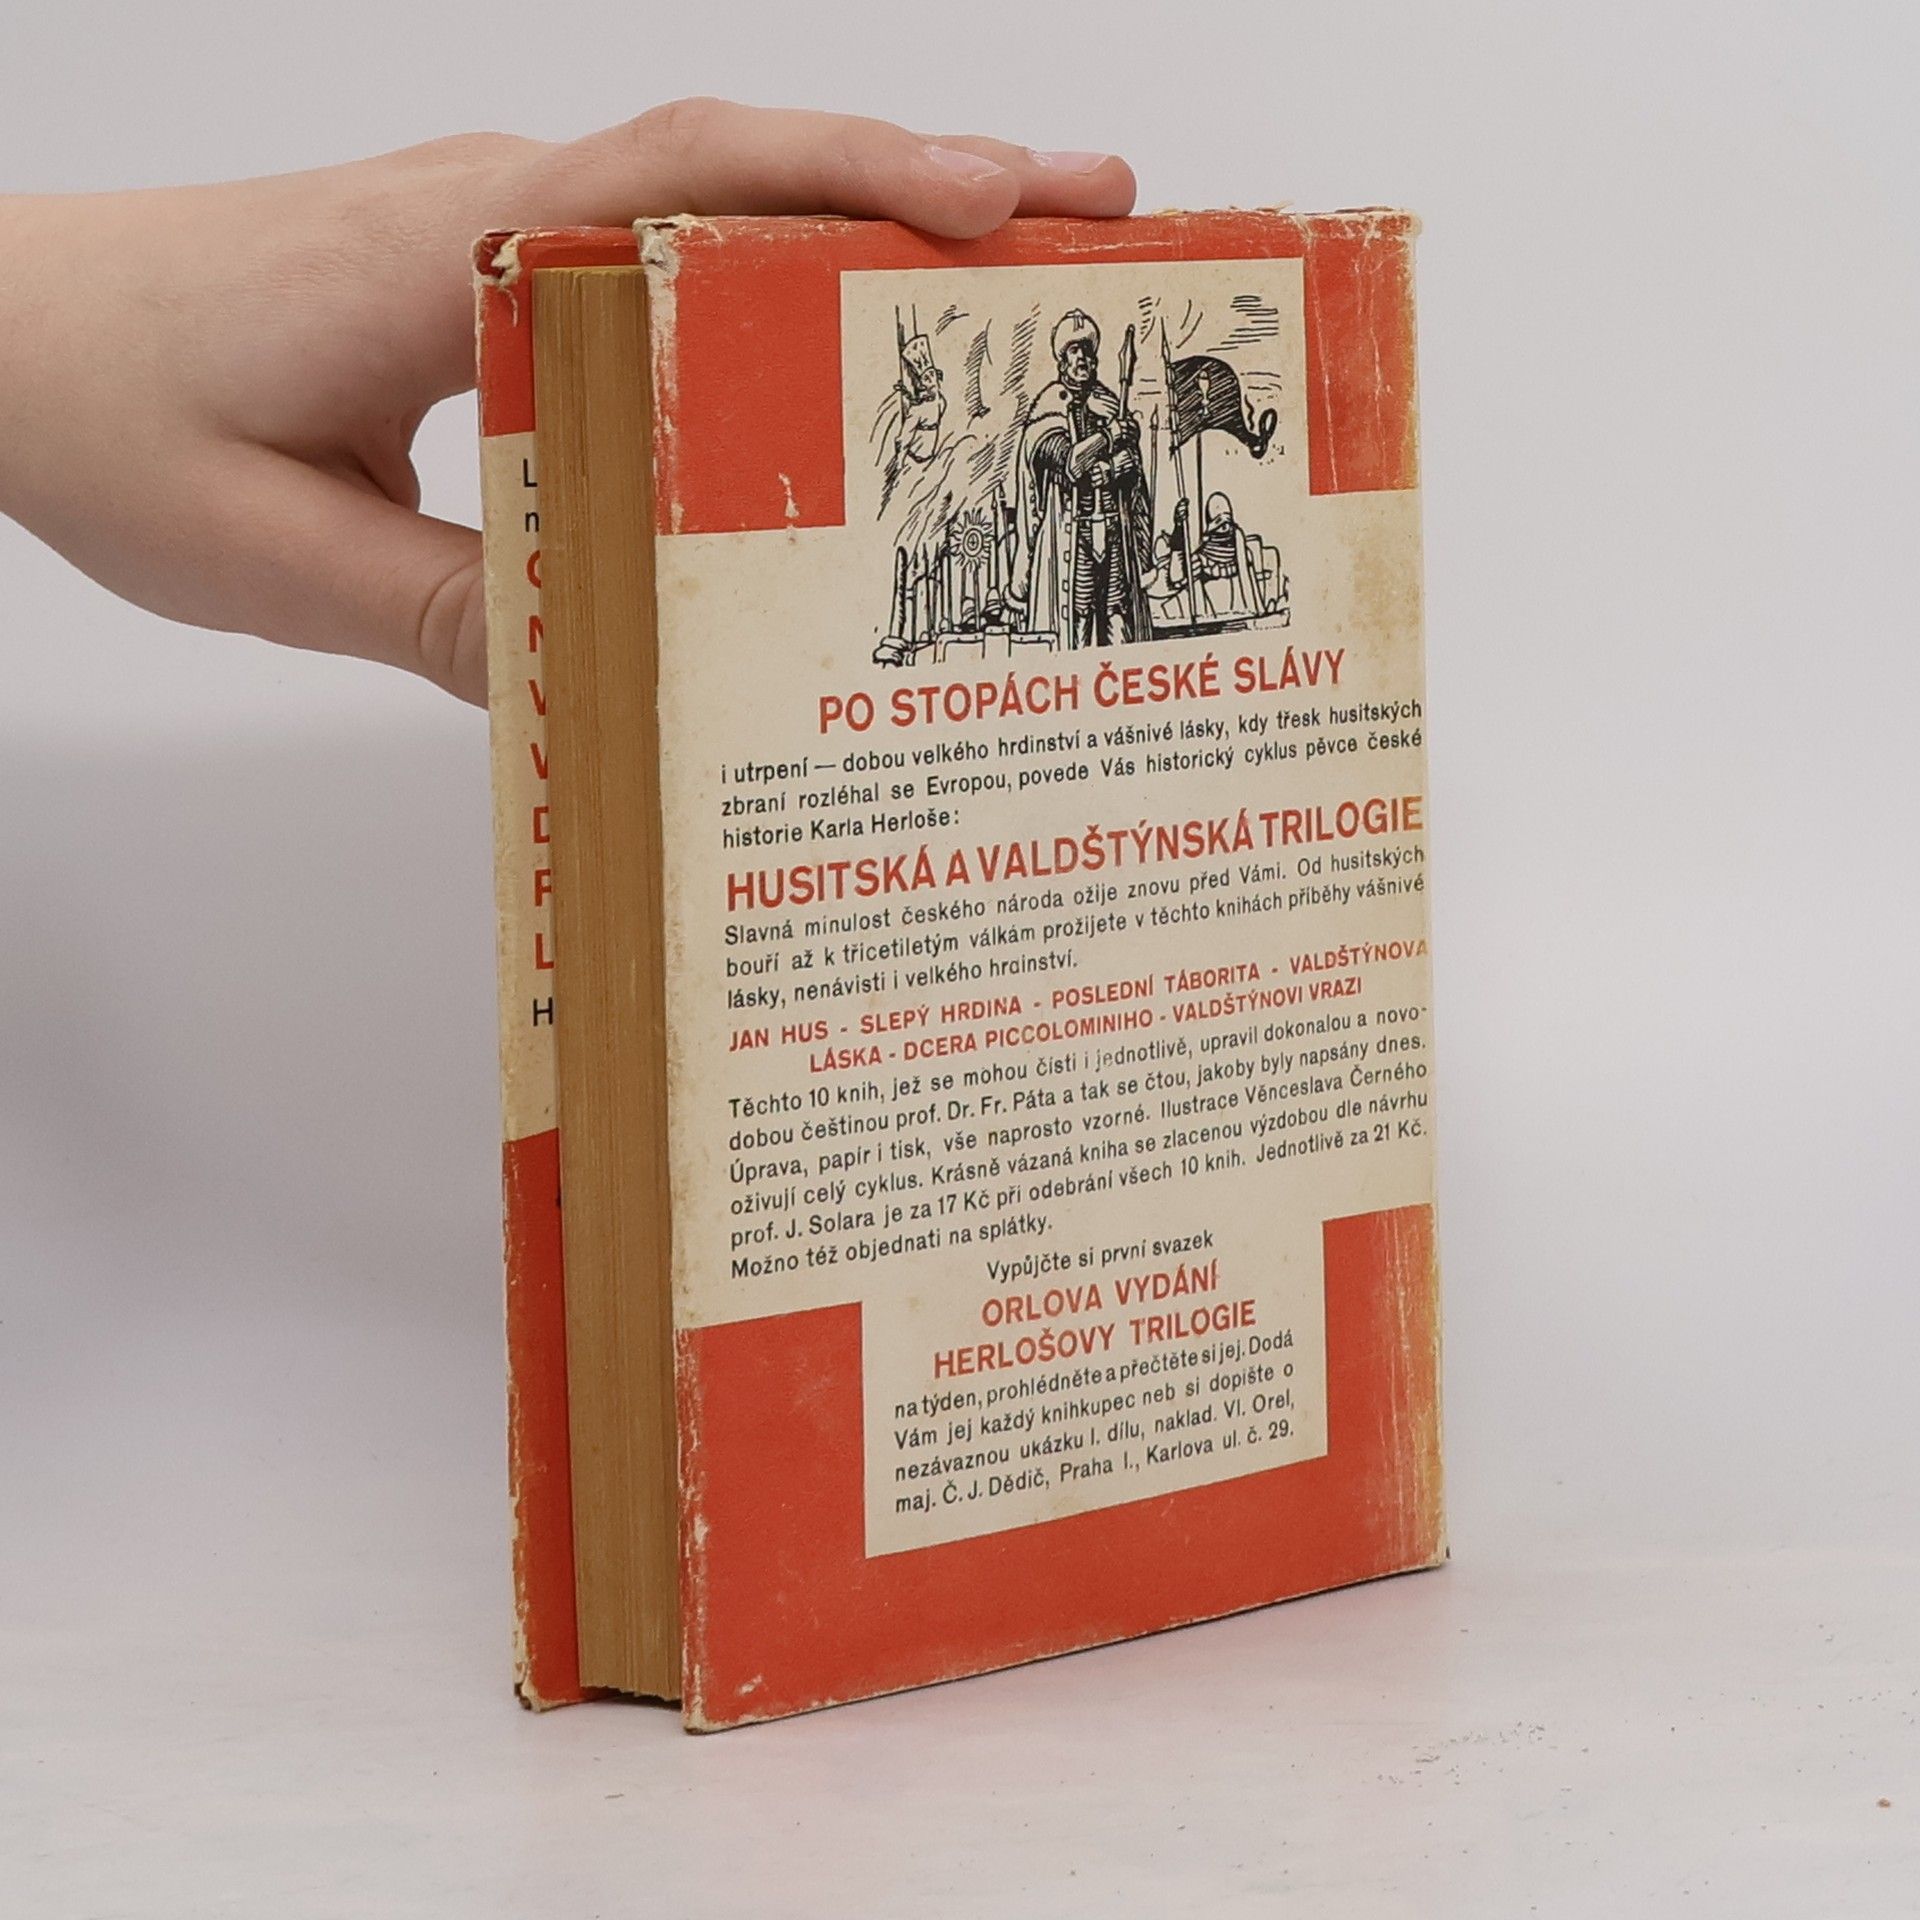 PO STOPÁCH ČESKÉ SLÁVY
i utrpení — dobou velkého hrdinství a vášnivé lásky, kdy třesk husitských
zbraní rozléhal se Evropou, povede Vás historický cyklus pěvce české
historie Karla Herloše:
HUSITSKÁ A VALDŠTÝNSKÁ TRILOGIE
Slavná minulost českého národa ožije znovu před Vámi. Od husitských
bouří až k třicetiletým válkám prožijete v těchto knihách příběhy vášnivé
lásky, nenávisti i velkého hrdinství.
JAN HUS - SLEPÝ HRDINA - POSLEDNÍ TÁBORITA - VALDŠTÝNOVA
LÁSKA - DCERA PICCOLOMINIHO - VALDŠTÝNOVI VRAZI
Těchto 10 knih, jež se mohou čísti i jednotlivě, upravil dokonalou a novo-
dobou češtinou prof. Dr. Fr. Páta a tak se čtou, jakoby byly napsány dnes.
Úprava, papír i tisk, vše naprosto vzorné. Ilustrace Věnceslava Černého
oživují celý cyklus. Krásně vázaná kniha se zlacenou výzdobou dle návrhu
prof. J. Solara je za 17 Kč při odebrání všech 10 knih. Jednotlivě za 21 Kč.
Možno též objednati na splátky.
Vypůjčte si první svazek
ORLOVA VYDÁNÍ
HERLOŠOVY TRILOGIE
na týden, prohlédněte a přečtěte si jej. Dodá
Vám jej každý knihkupec neb si dopište o
nezávaznou ukázku I. dílu, naklad. Vl. Orel,
maj. Č. J. Dědič, Praha I., Karlova ul. č. 29.